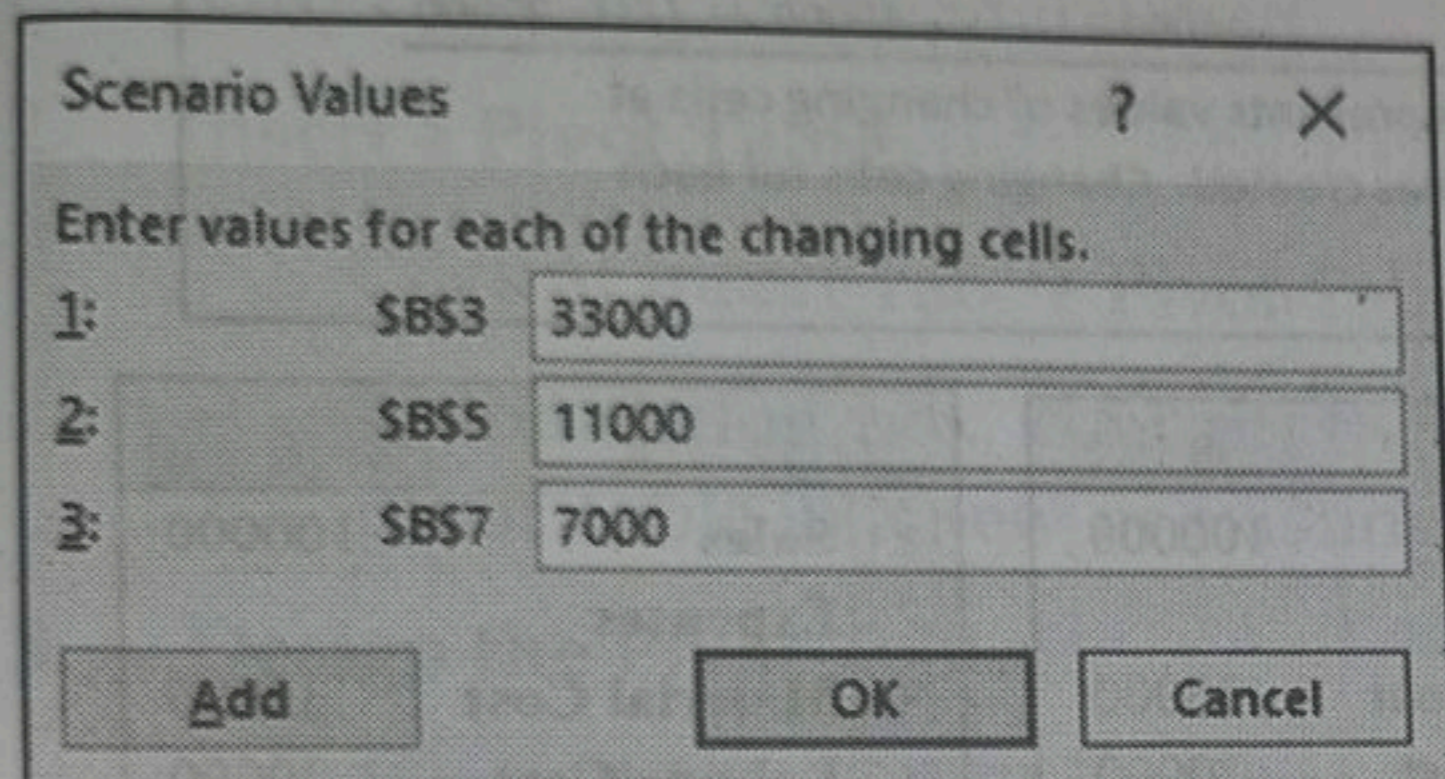 Scenario Values ? X
Enter values for each of the changing cells.
1: $B$3 33000
2: $B$5 11000
3: $B$7 7000
Add OK Cancel